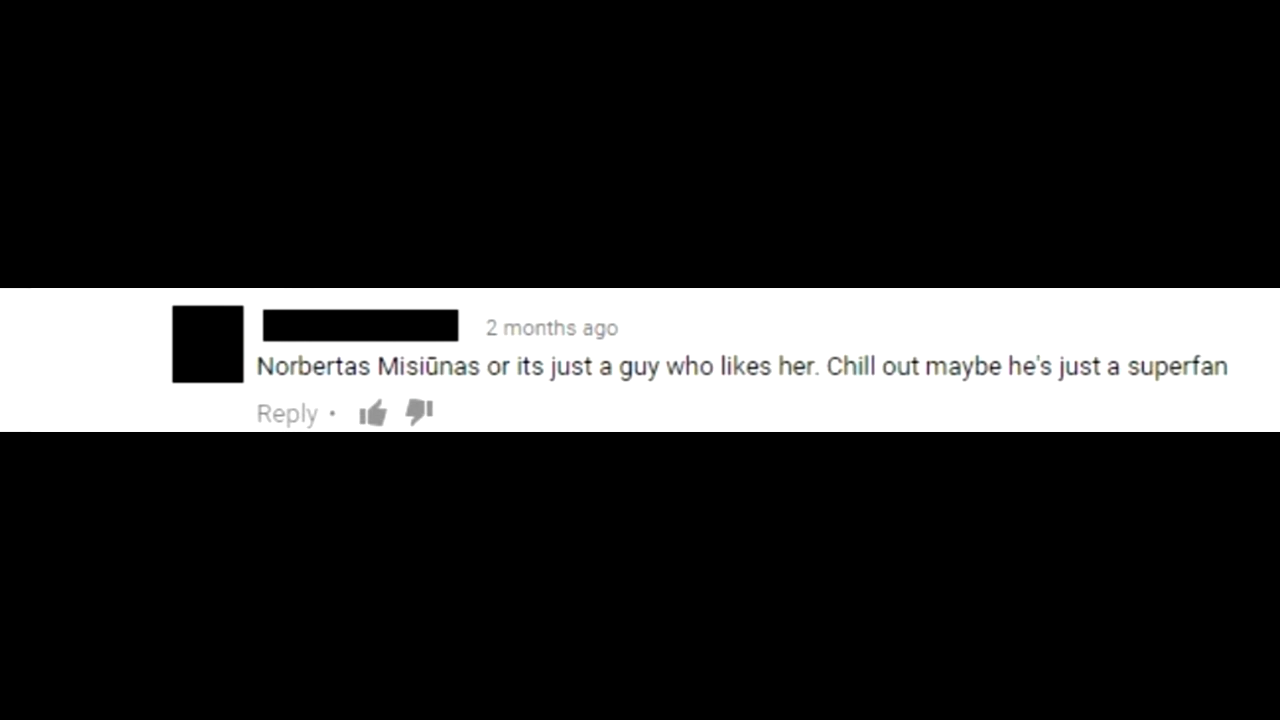 2 months ago
Norbertas Misiūnas or its just a guy who likes her. Chill out maybe he's just a superfan
Reply •